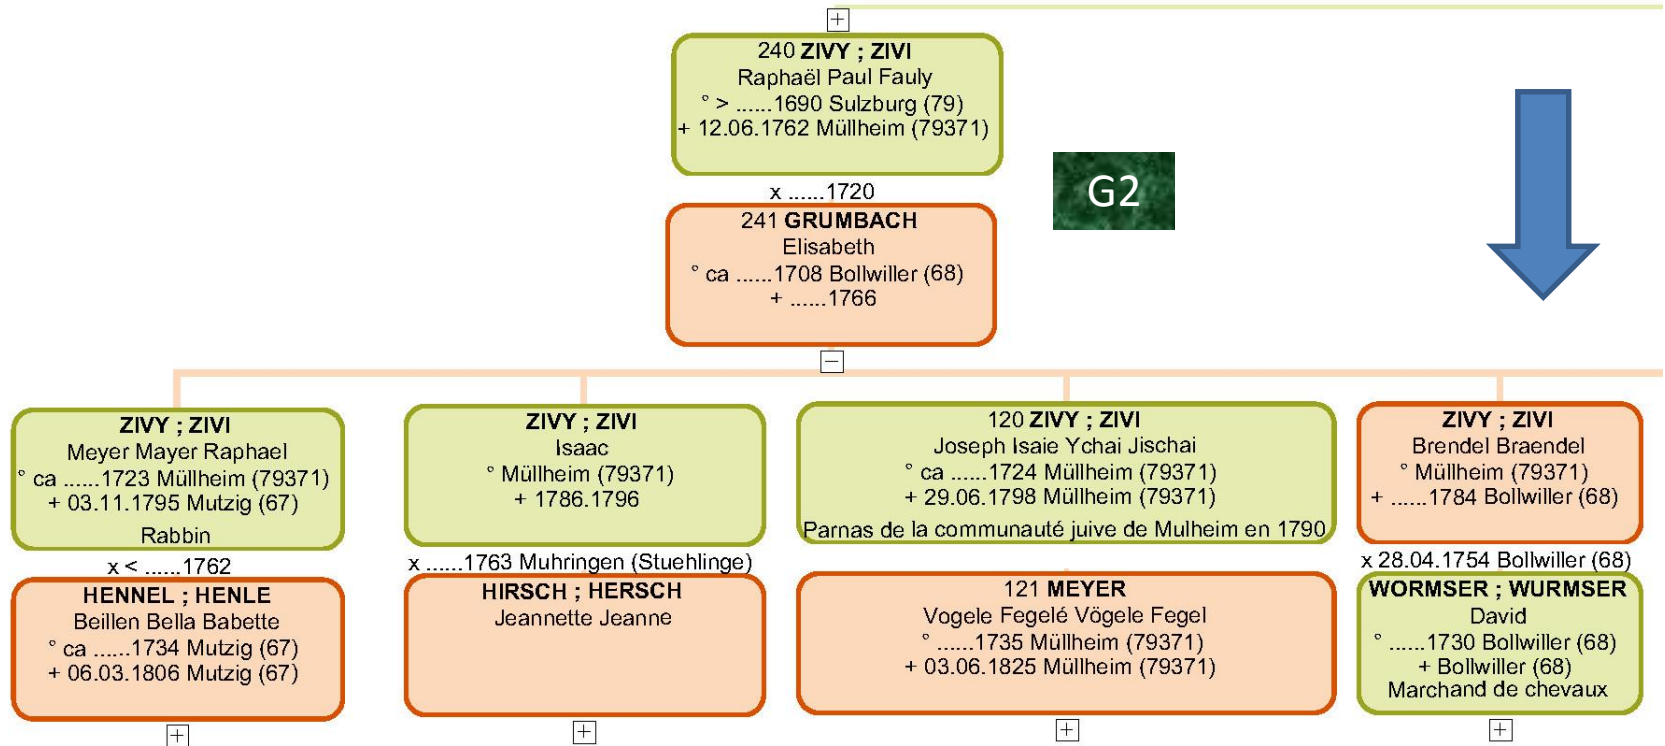 240 ZIVY ; ZIVI
Raphaël Paul Fauly
° > ......1690 Sulzburg (79)
+ 12.06.1762 Müllheim (79371)
x ......1720
241 GRUMBACH
Elisabeth
° ca ......1708 Bollwiller (68)
+ ......1766
G2
ZIVY ; ZIVI
Meyer Mayer Raphael
° ca ......1723 Müllheim (79371)
+ 03.11.1795 Mutzig (67)
Rabbin
x < ......1762
HENNEL ; HENLE
Beillen Bella Babette
° ca ......1734 Mutzig (67)
+ 06.03.1806 Mutzig (67)
ZIVY ; ZIVI
Isaac
° Müllheim (79371)
+ 1786.1796
x ......1763 Muhringen (Stuehlinge)
HIRSCH ; HERSCH
Jeannette Jeanne
120 ZIVY ; ZIVI
Joseph Isaie Ychai Jischai
° ca ......1724 Müllheim (79371)
+ 29.06.1798 Müllheim (79371)
Parnas de la communauté juive de Mulheim en 1790
121 MEYER
Vogele Fegelé Vögele Fegel
° ......1735 Müllheim (79371)
+ 03.06.1825 Müllheim (79371)
ZIVY ; ZIVI
Brendel Braendel
° Müllheim (79371)
+ ......1784 Bollwiller (68)
x 28.04.1754 Bollwiller (68)
WORMSER ; WURMSER
David
° ......1730 Bollwiller (68)
+ Bollwiller (68)
Marchand de chevaux